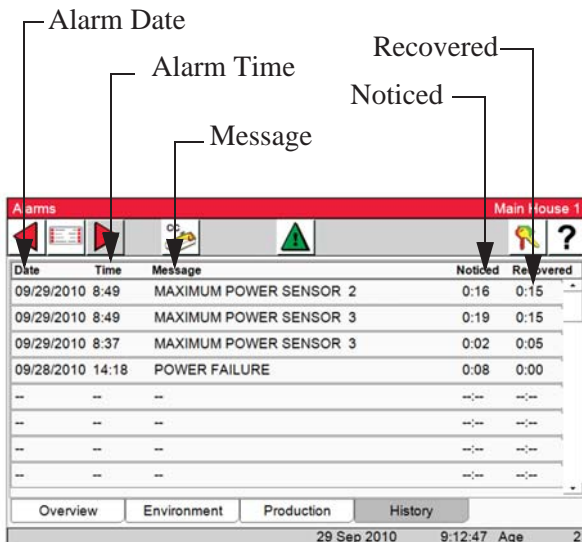 Alarm Date
Recovered
Alarm Time
Noticed
Message
Alarms Main House 1
?
Date Time Message Noticed Recovered
09/29/2010 8:49 MAXIMUM POWER SENSOR 2 0:16 0:15
09/29/2010 8:49 MAXIMUM POWER SENSOR 3 0:19 0:15
09/29/2010 8:37 MAXIMUM POWER SENSOR 3 0:02 0:05
09/28/2010 14:18 POWER FAILURE 0:08 0:00
-- -- -- --:-- --:--
-- -- -- --:-- --:--
-- -- -- --:-- --:--
-- -- -- --:-- --:--
Overview Environment Production History
29 Sep 2010 9:12:47 Age 2